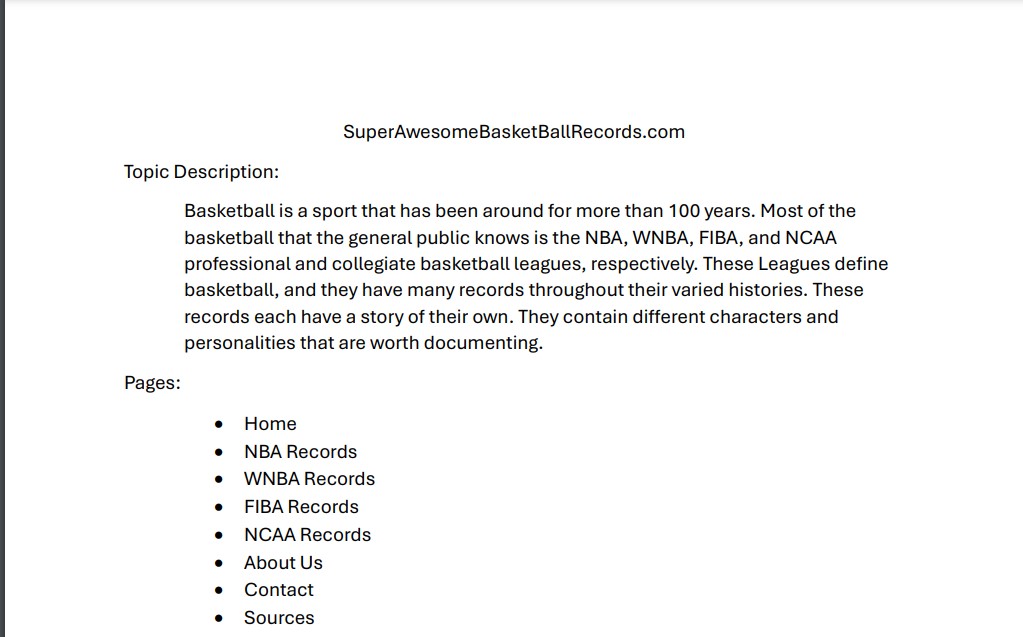 SuperAwesomeBasketBallRecords.com
Topic Description:
Basketball is a sport that has been around for more than 100 years. Most of the
basketball that the general public knows is the NBA, WNBA, FIBA, and NCAA
professional and collegiate basketball leagues, respectively. These Leagues define
basketball, and they have many records throughout their varied histories. These
records each have a story of their own. They contain different characters and
personalities that are worth documenting.
Pages:
• Home
• NBA Records
• WNBA Records
• FIBA Records
• NCAA Records
• About Us
• Contact
• Sources